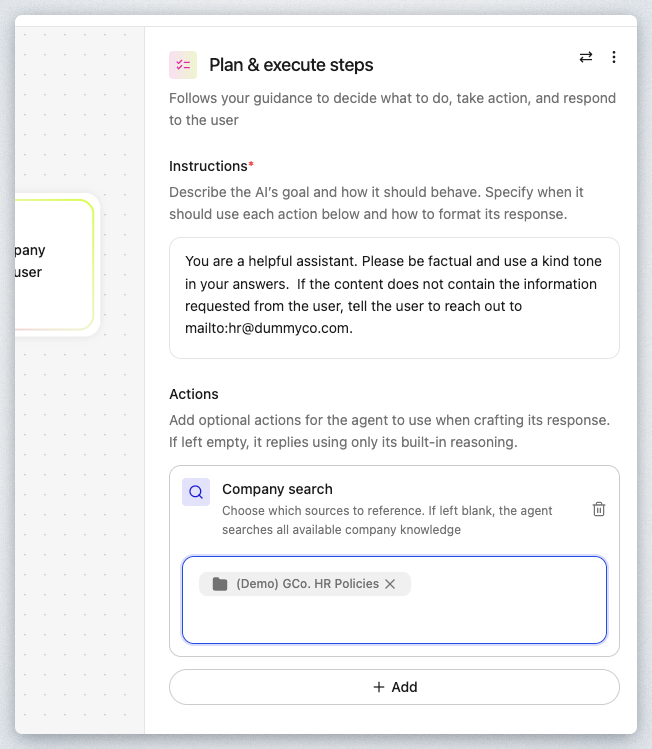 Plan & execute steps
Follows your guidance to decide what to do, take action, and respond
to the user
Instructions*
Describe the AI’s goal and how it should behave. Specify when it
should use each action below and how to format its response.
pany
user
You are a helpful assistant. Please be factual and use a kind tone
in your answers.  If the content does not contain the information
requested from the user, tell the user to reach out to
mailto:hr@dummyco.com.
Actions
Add optional actions for the agent to use when crafting its response.
If left empty, it replies using only its built-in reasoning.
Company search
Choose which sources to reference. If left blank, the agent
searches all available company knowledge
(Demo) GCo. HR Policies
Add